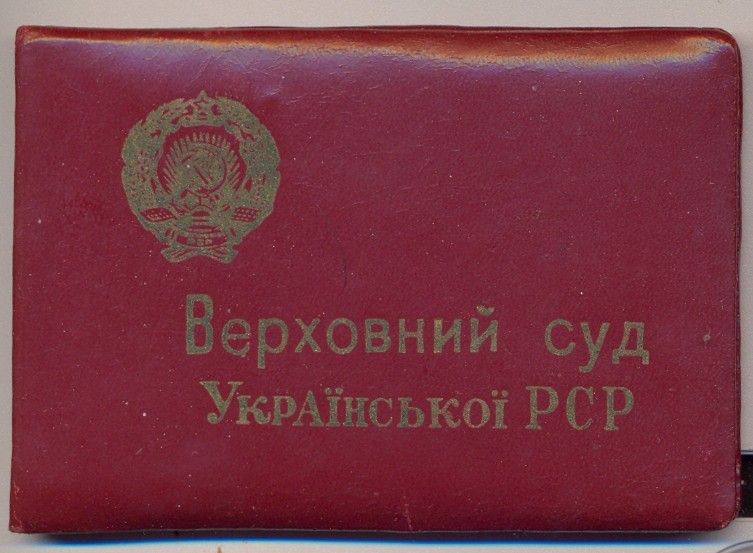 Верховний суд
Української РСР